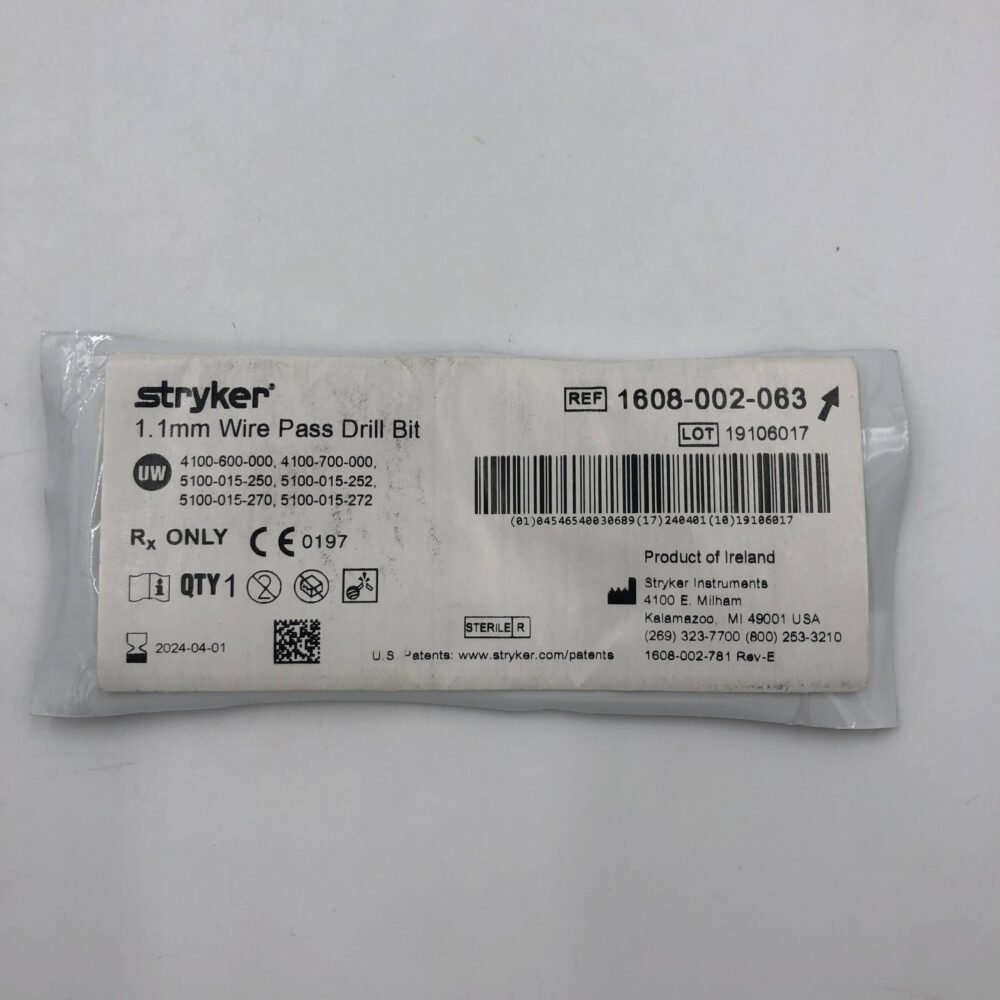 stryker®
1.1mm Wire Pass Drill Bit
UW
4100-600-000, 4100-700-000,
5100-015-250, 5100-015-252,
5100-015-270, 5100-015-272
Rx ONLY CE 0197
i QTY 1 2
2024-04-01
REF 1608-002-063
LOT 19106017
(01)04546540030689(17)240401(10)19106017
Product of Ireland
Stryker Instruments
4100 E. Milham
Kalamazoo, MI 49001 USA
(269) 323-7700 (800) 253-3210
1608-002-781 Rev-E
STERILE R
U.S. Patents: www.stryker.com/patents